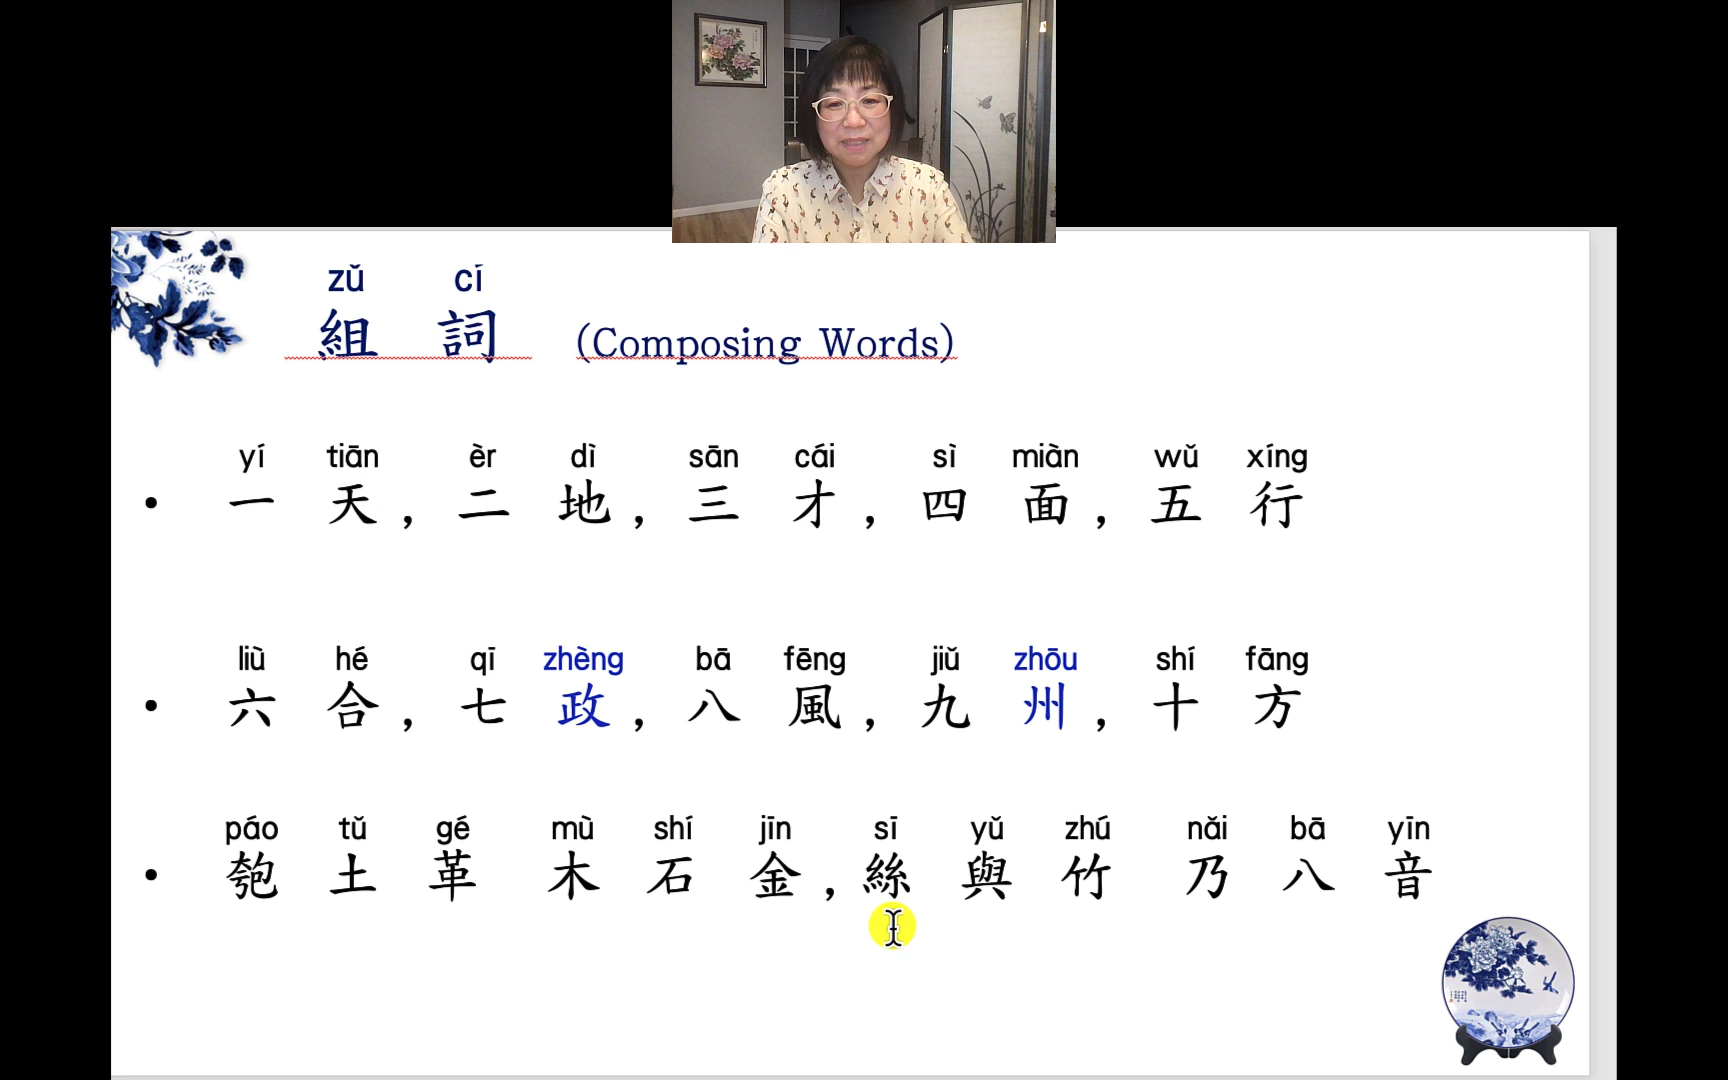 zǔ cí
組 詞 (Composing Words)
yí tiān èr dì sān cái sì miàn wǔ xíng
• 一 天 , 二 地 , 三 才 , 四 面 , 五 行
liù hé qī zhèng bā fēng jiǔ zhōu shí fāng
• 六 合 , 七 政 , 八 風 , 九 州 , 十 方
páo tǔ gé mù shí jīn sī yǔ zhú nǎi bā yīn
• 匏 土 革 木 石 金 , 絲 與 竹 乃 八 音